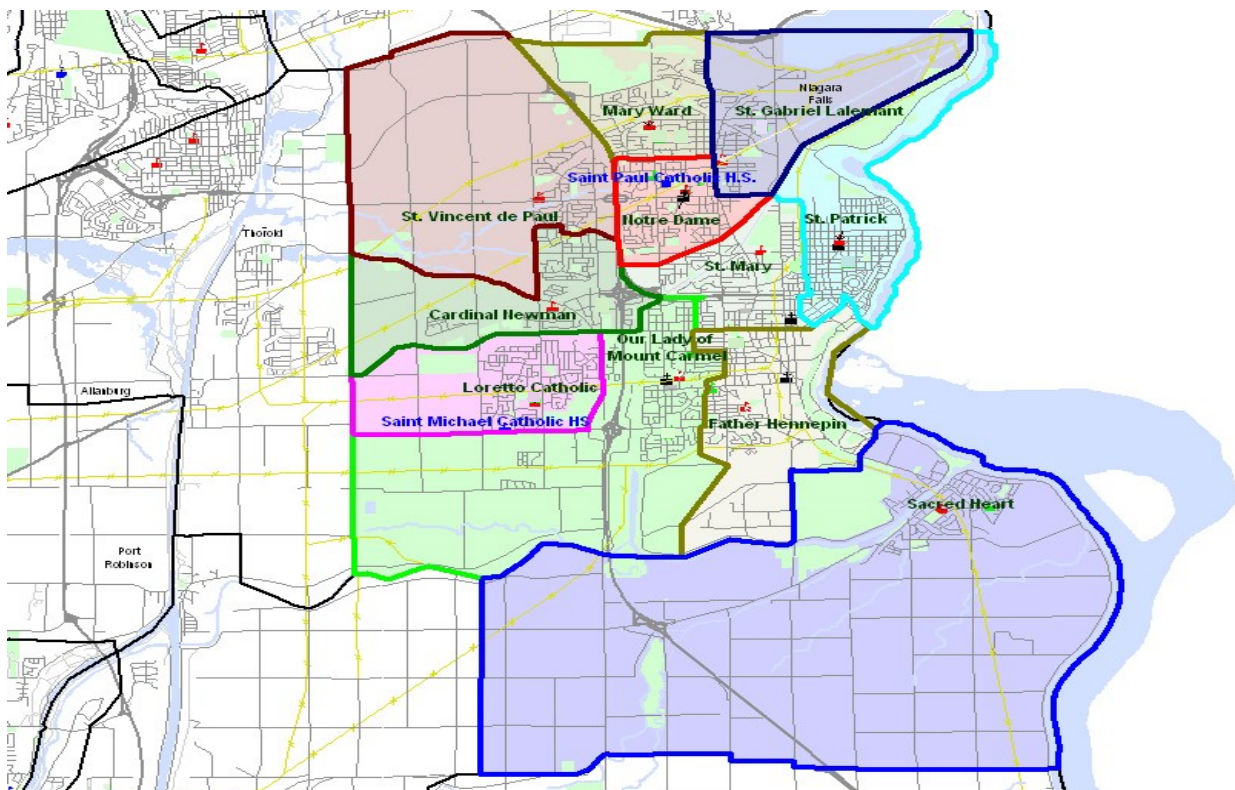 Niagara
Falls
Mary Ward
St. Gabriel Lalemant
Saint Paul Catholic H.S.
St. Vincent de Paul
Notre Dame
St. Patrick
Thorold
St. Mary
Cardinal Newman
Our Lady of
Mount Carmel
Allanburg
Loretto Catholic
Saint Michael Catholic HS
Father Hennepin
Sacred Heart
Port
Robinson